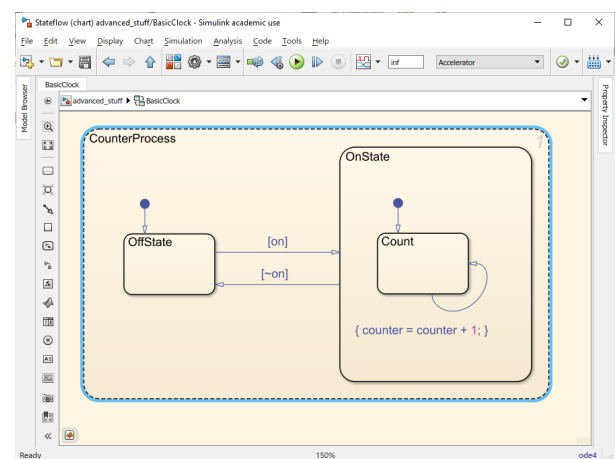 Stateflow (chart) advanced_stuff/BasicClock - Simulink academic use
File Edit View Display Chart Simulation Analysis Code Tools Help
inf Accelerator
BasicClock
advanced_stuff BasicClock
Model Browser
Property Inspector
CounterProcess
1
OnState
OffState
[on]
Count
[~on]
{ counter = counter + 1; }
Ready 150% ode4